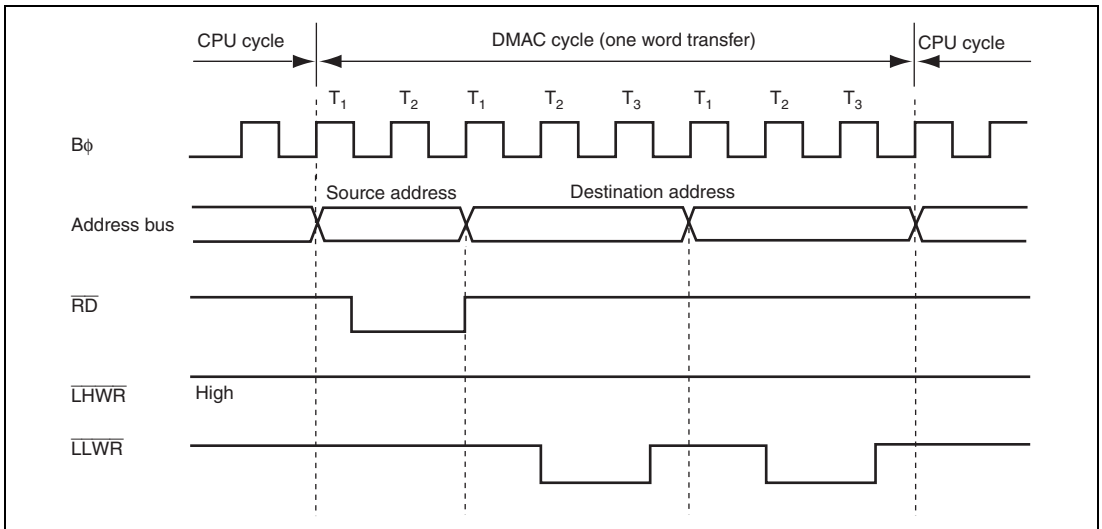 CPU cycle DMAC cycle (one word transfer) CPU cycle
T1 T2 T1 T2 T3 T1 T2 T3
Bϕ
Source address Destination address
Address bus
RD
LHWR High
LLWR